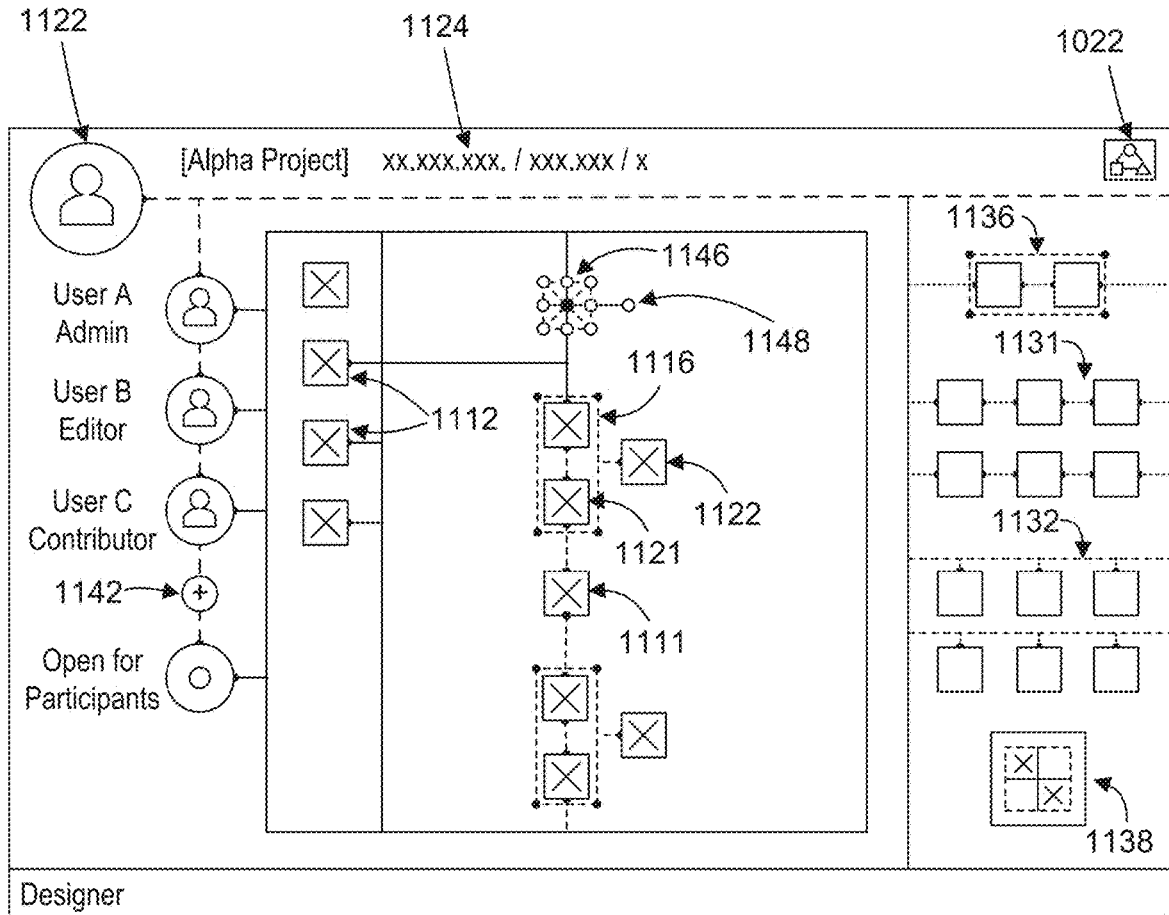 1122
1124
1022
[Alpha Project] xx.xxx.xxx. / xxx.xxx / x
1136
1146
User A
Admin
1148
1131
1116
User B
Editor
1112
1122
User C
Contributor
1121
1132
1142
1111
Open for
Participants
1138
Designer